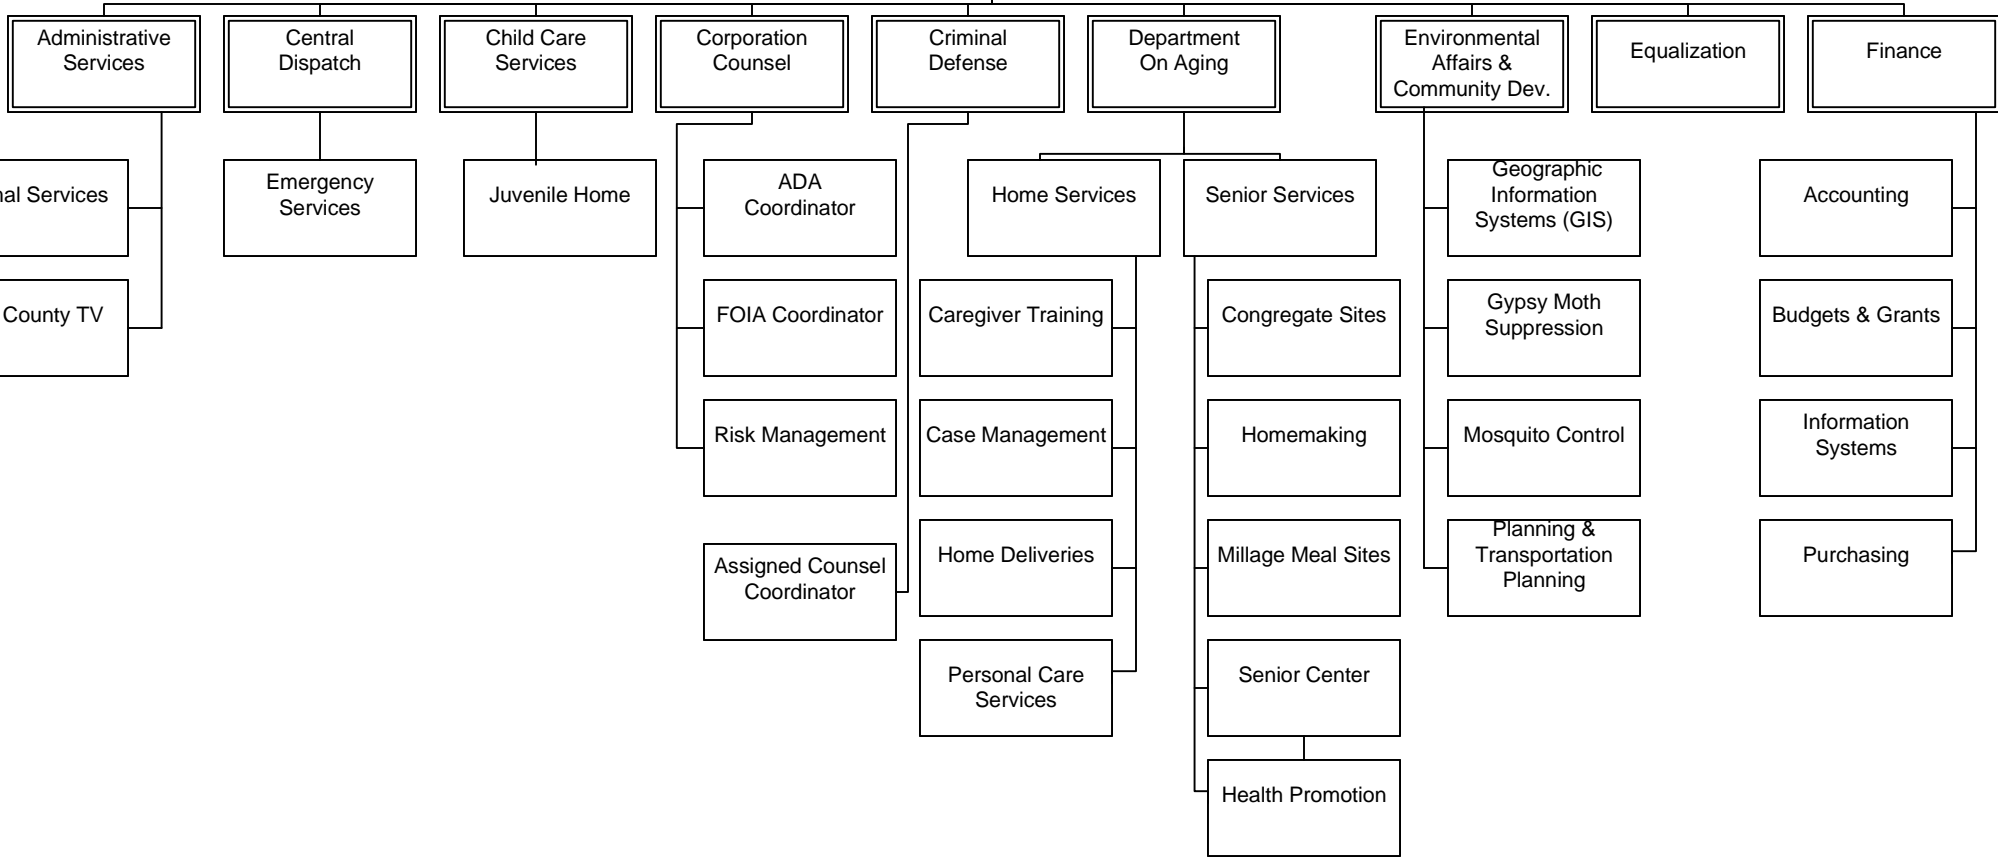 Administrative
Services
Central
Dispatch
Child Care
Services
Corporation
Counsel
Criminal
Defense
Department
On Aging
Environmental
Affairs &
Community Dev.
Equalization
Finance
Services
Emergency
Services
Juvenile Home
ADA
Coordinator
Home Services
Senior Services
Geographic
Information
Systems (GIS)
Accounting
County TV
FOIA Coordinator
Caregiver Training
Congregate Sites
Gypsy Moth
Suppression
Budgets & Grants
Risk Management
Case Management
Homemaking
Mosquito Control
Information
Systems
Assigned Counsel
Coordinator
Home Deliveries
Millage Meal Sites
Planning &
Transportation
Planning
Purchasing
Personal Care
Services
Senior Center
Health Promotion